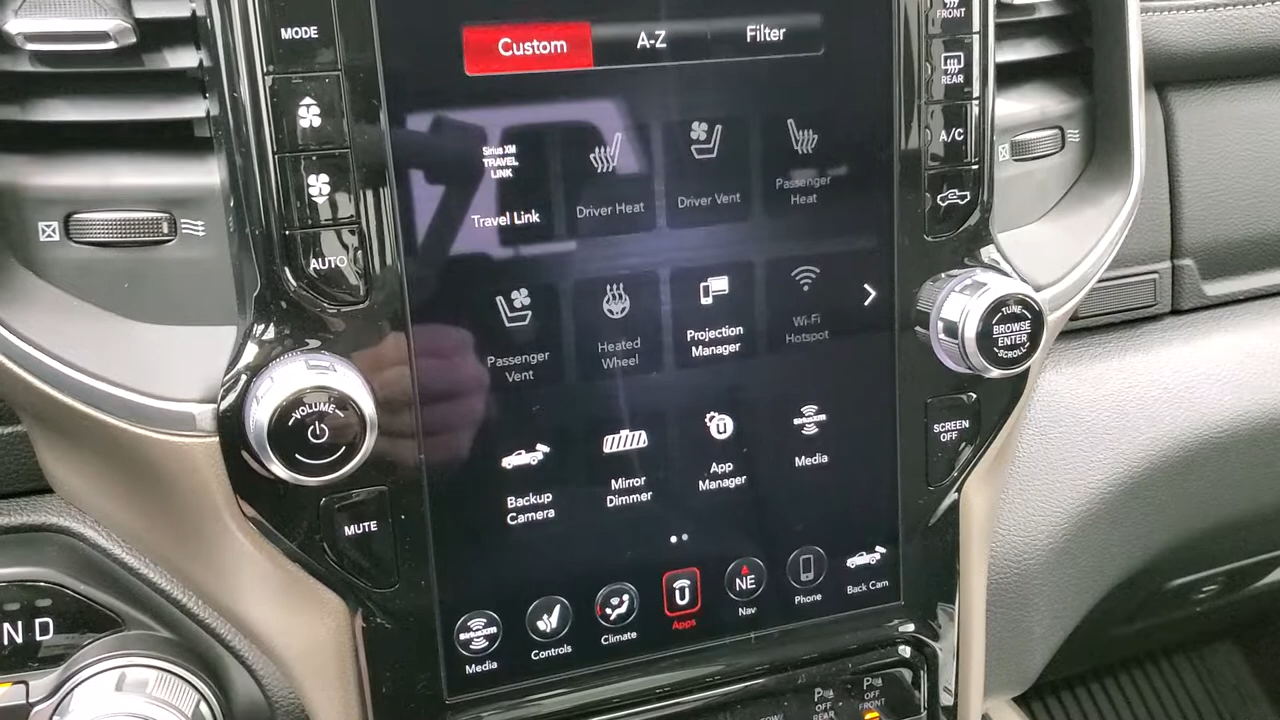 MODE
FRONT
Custom
A-Z
Filter
REAR
A/C
Sirius XM
TRAVEL
LINK
Travel Link
Driver Heat
Driver Vent
Passenger
Heat
AUTO
Passenger
Vent
Heated
Wheel
Projection
Manager
Wi-Fi
Hotspot
TUNE
BROWSE
ENTER
SCROLL
VOLUME
SCREEN
OFF
MUTE
Backup
Camera
Mirror
Dimmer
U
App
Manager
SiriusXM
Media
SiriusXM
Media
Controls
Climate
U
Apps
NE
Nav
Phone
Back Cam
N D
P
OFF
REAR
P
OFF
FRONT